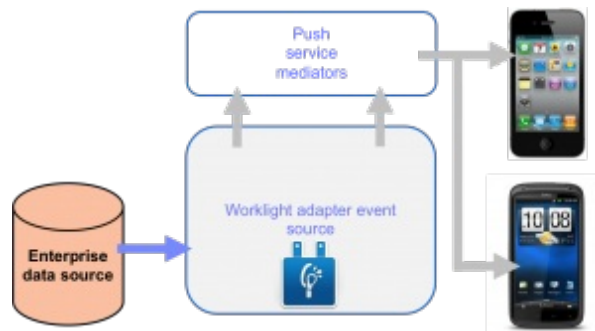 Push
service
mediators
Worklight adapter event
source
Enterprise
data source
10 08